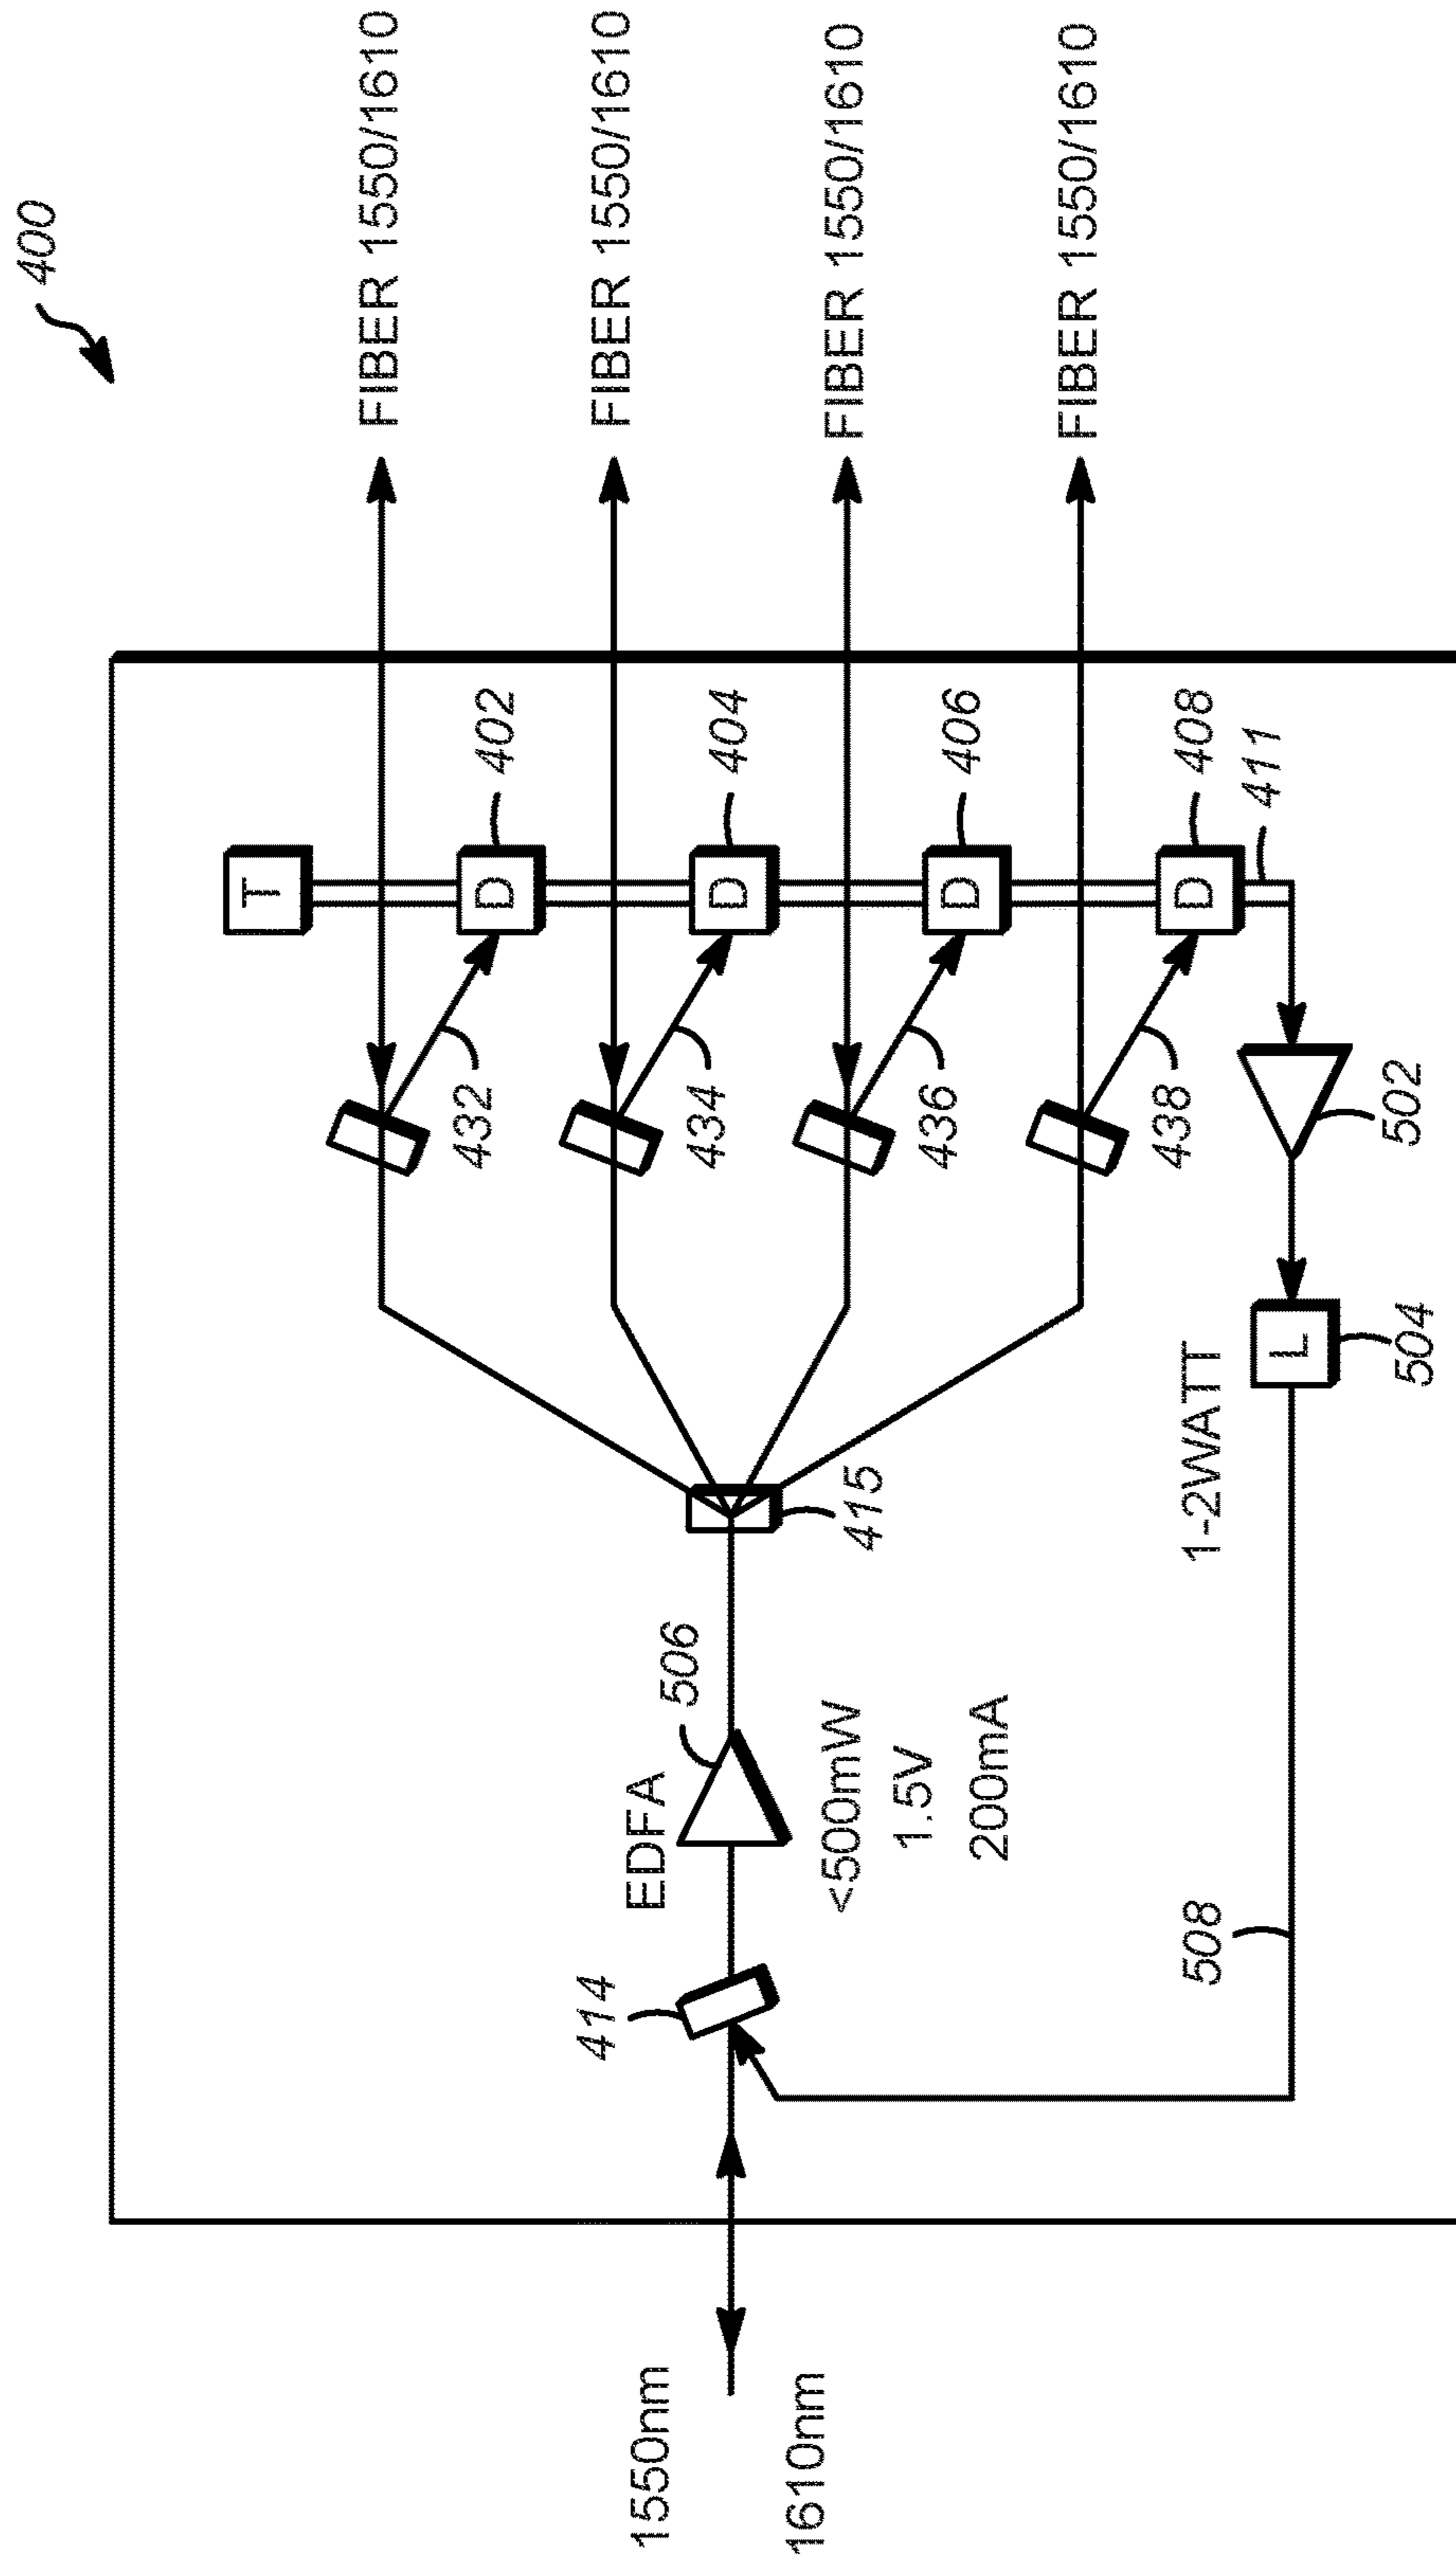 400
FIBER 1550/1610
FIBER 1550/1610
FIBER 1550/1610
FIBER 1550/1610
T
D
402
D
404
D
406
D
408
411
432
434
436
438
502
L
504
1-2WATT
415
EDFA
506
<500mW
1.5V
200mA
414
508
1550nm
1610nm